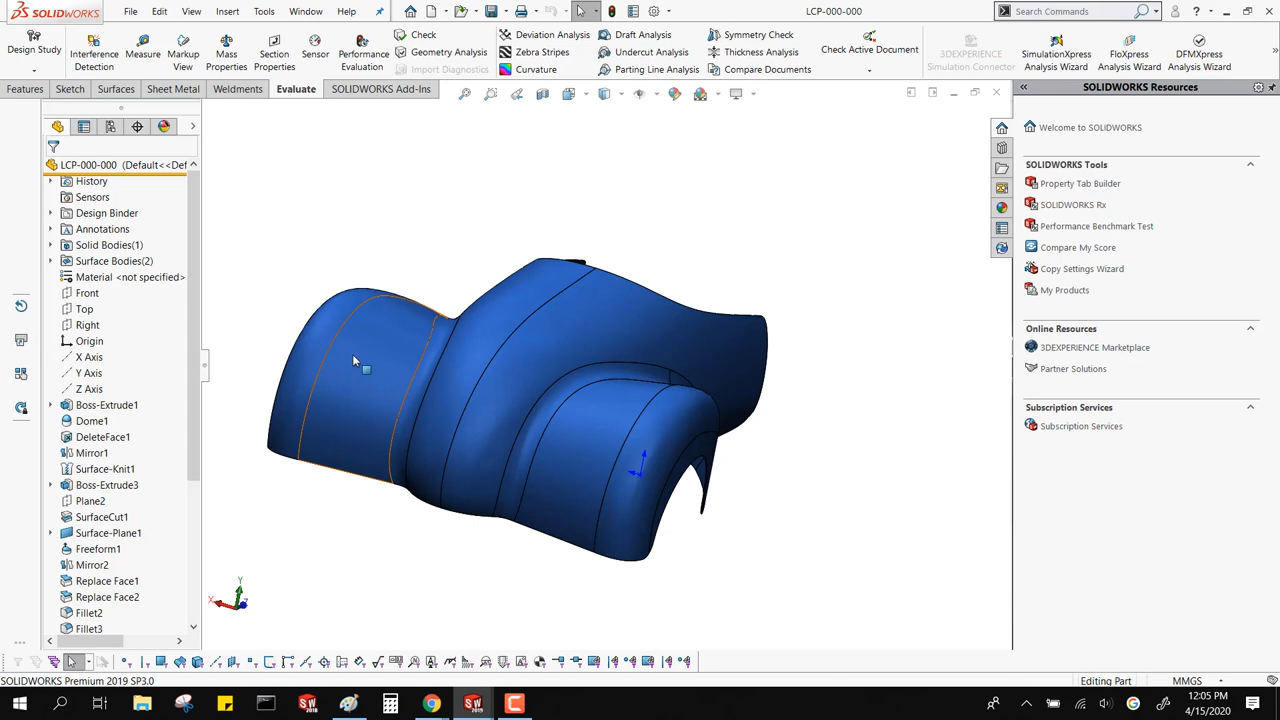 SOLIDWORKS File Edit View Insert Tools Window Help LCP-000-000 Search Commands
Design Study
Interference Detection
Measure
Markup View
Mass Properties
Section Properties
Sensor
Performance Evaluation
Check
Geometry Analysis
Import Diagnostics
Deviation Analysis
Zebra Stripes
Curvature
Draft Analysis
Undercut Analysis
Parting Line Analysis
Symmetry Check
Thickness Analysis
Compare Documents
Check Active Document
3DEXPERIENCE Simulation Connector
SimulationXpress Analysis Wizard
FloXpress Analysis Wizard
DFMXpress Analysis Wizard
Features Sketch Surfaces Sheet Metal Weldments Evaluate SOLIDWORKS Add-Ins
LCP-000-000 (Default<<Def
History
Sensors
Design Binder
Annotations
Solid Bodies(1)
Surface Bodies(2)
Material <not specified>
Front
Top
Right
Origin
X Axis
Y Axis
Z Axis
Boss-Extrude1
Dome1
DeleteFace1
Mirror1
Surface-Knit1
Boss-Extrude3
Plane2
SurfaceCut1
Surface-Plane1
Freeform1
Mirror2
Replace Face1
Replace Face2
Fillet2
Fillet3
Y
X
Z
SOLIDWORKS Resources
Welcome to SOLIDWORKS
SOLIDWORKS Tools
Property Tab Builder
SOLIDWORKS Rx
Performance Benchmark Test
Compare My Score
Copy Settings Wizard
My Products
Online Resources
3DEXPERIENCE Marketplace
Partner Solutions
Subscription Services
Subscription Services
SOLIDWORKS Premium 2019 SP3.0 Editing Part MMGS
12:05 PM
4/15/2020